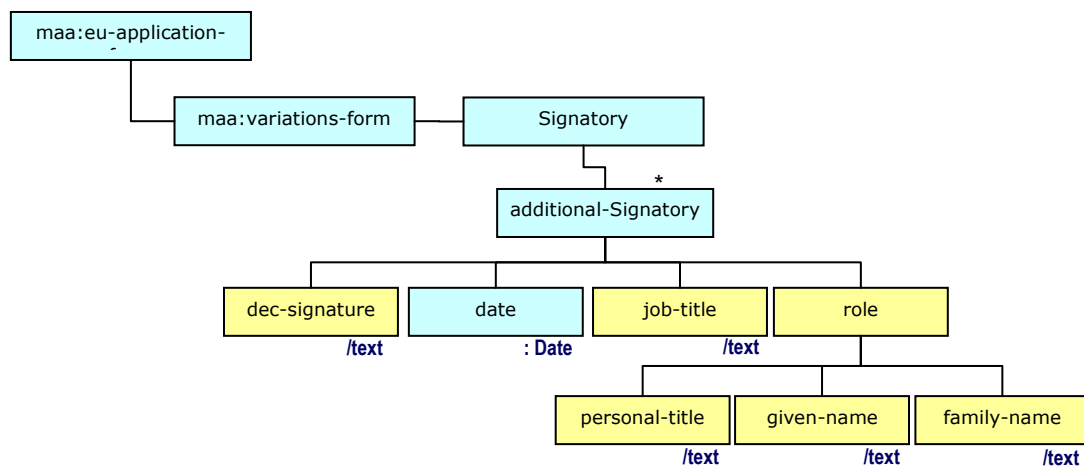 maa:eu-application-
maa:variations-form
Signatory
*
additional-Signatory
dec-signature
date
job-title
role
/text
: Date
/text
personal-title
given-name
family-name
/text
/text
/text